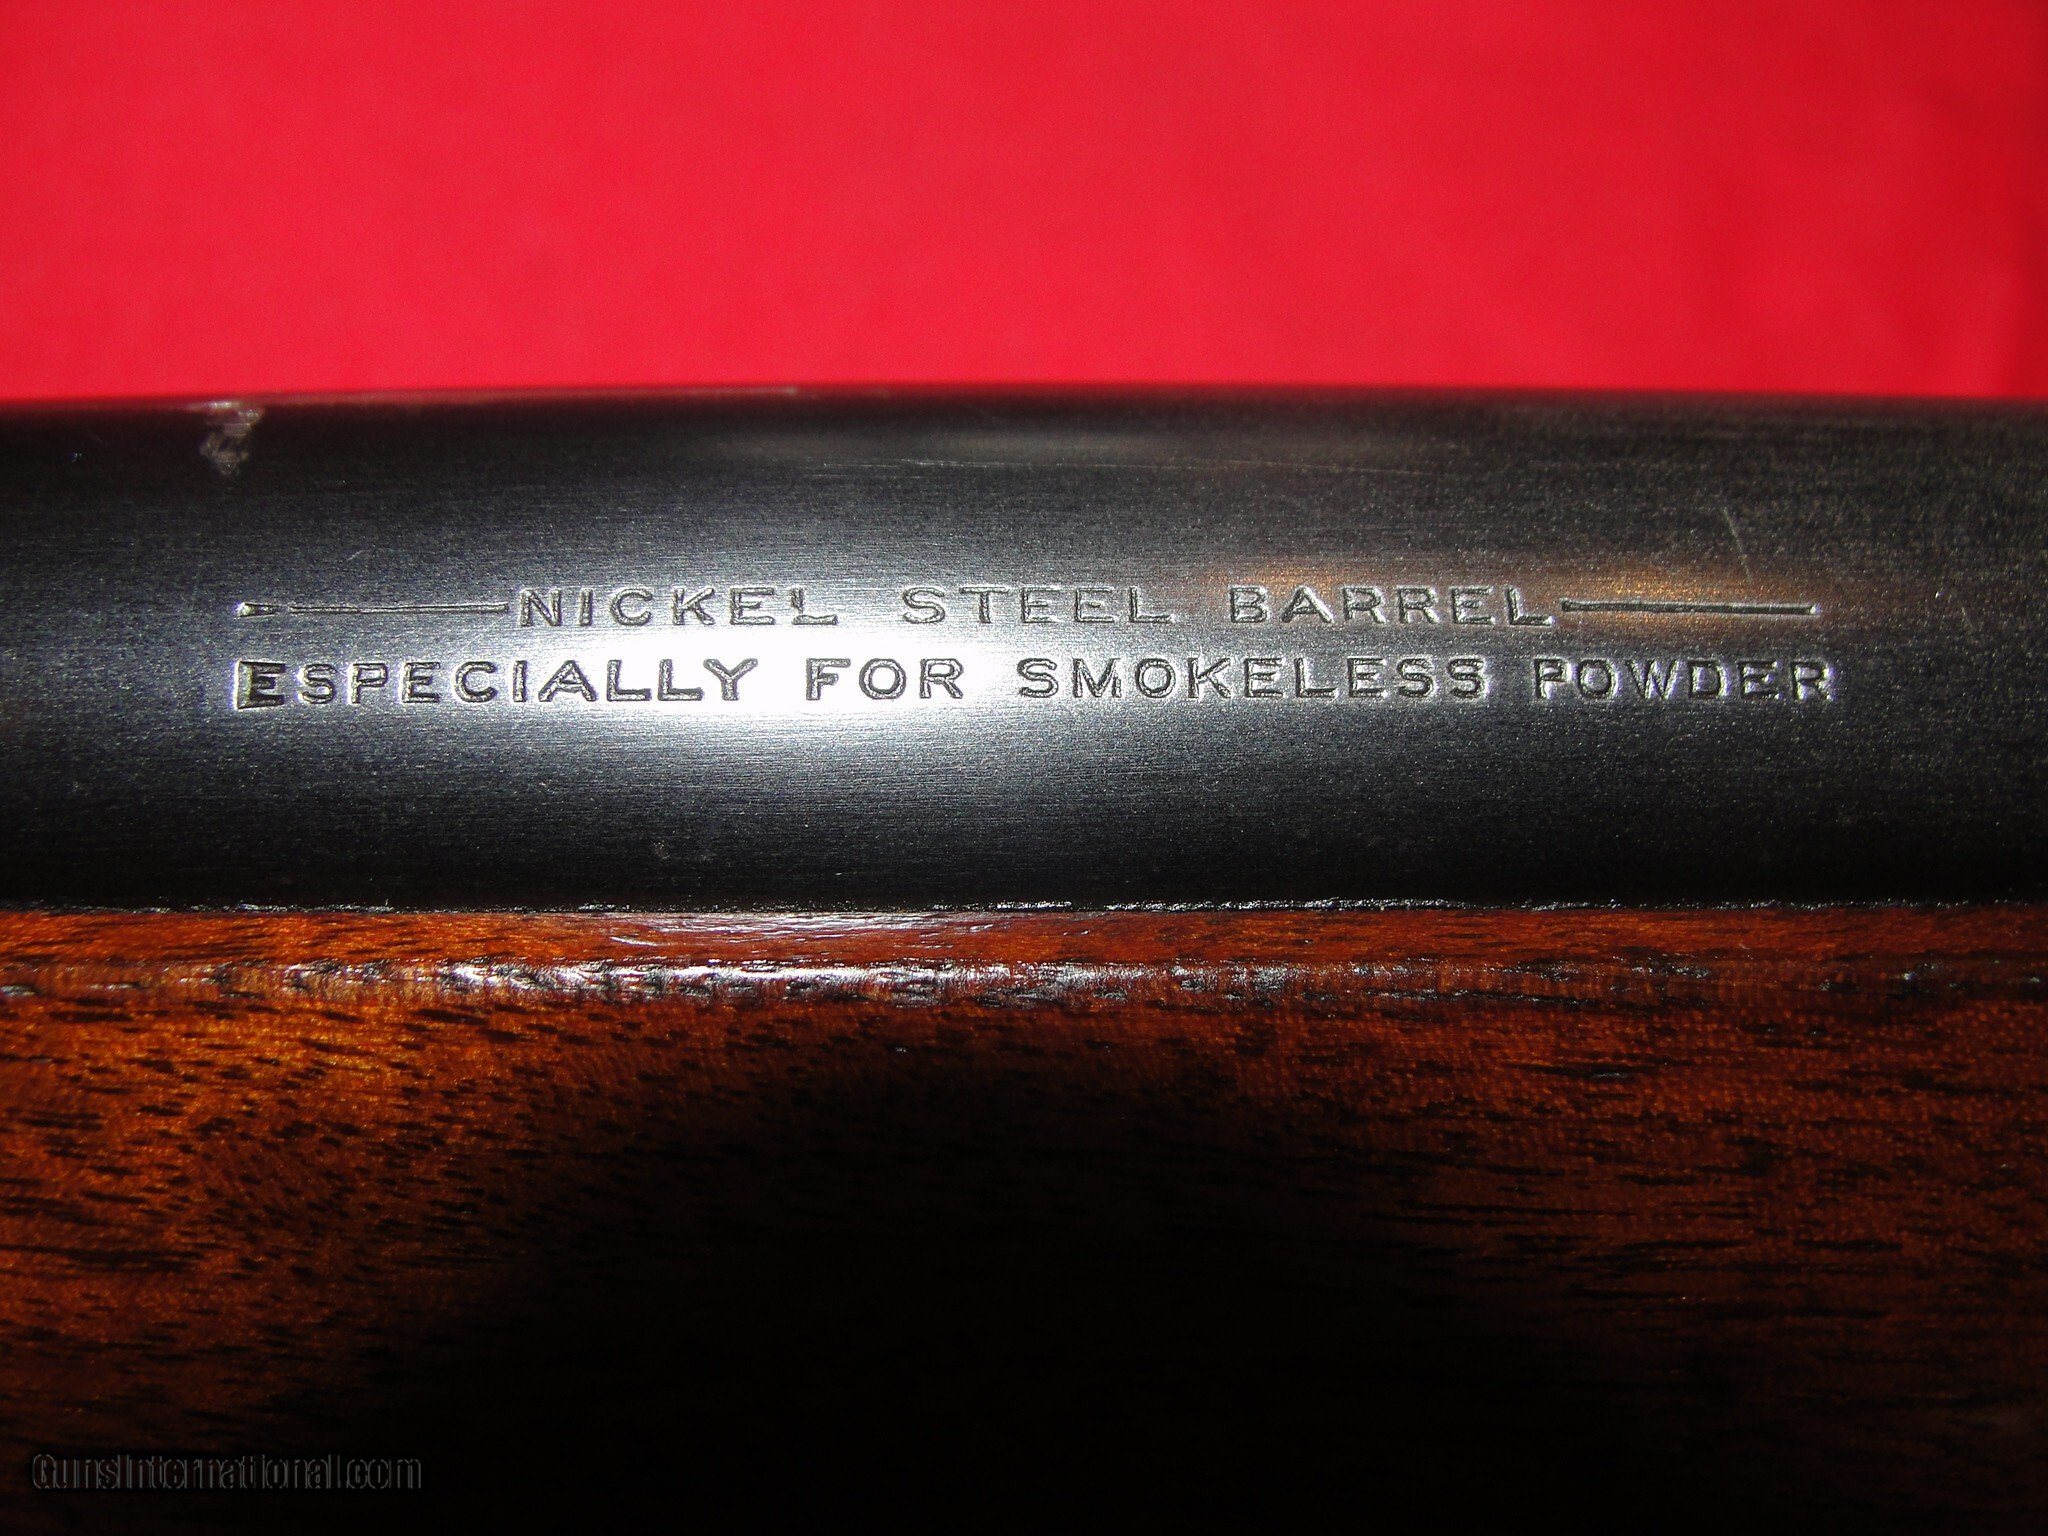 NICKEL STEEL BARREL
ESPECIALLY FOR SMOKELESS POWDER
GunsInternational.com